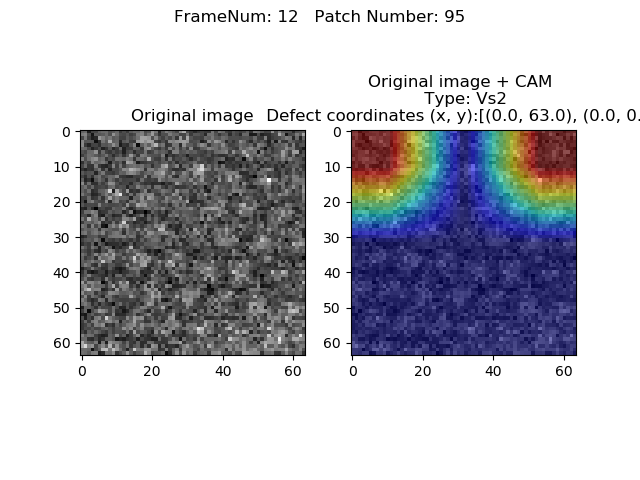 FrameNum: 12   Patch Number: 95
Original image + CAM
Type: Vs2
Original image
Defect coordinates (x, y):[(0.0, 63.0), (0.0, 0.
0
10
20
30
40
50
60
0 20 40 60
0
10
20
30
40
50
60
0 20 40 60